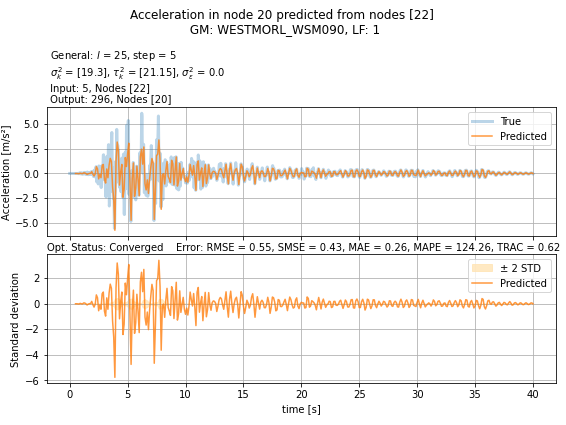 Acceleration in node 20 predicted from nodes [22]
GM: WESTMORL_WSM090, LF: 1
General: l = 25, step = 5
σ²ₖ = [19.3], τ²ₖ = [21.15], σ²ε = 0.0
Input: 5, Nodes [22]
Output: 296, Nodes [20]
True
Predicted
Acceleration [m/s²]
5.0
2.5
0.0
−2.5
−5.0
Opt. Status: Converged Error: RMSE = 0.55, SMSE = 0.43, MAE = 0.26, MAPE = 124.26, TRAC = 0.62
± 2 STD
Predicted
Standard deviation
2
0
−2
−4
−6
0 5 10 15 20 25 30 35 40
time [s]